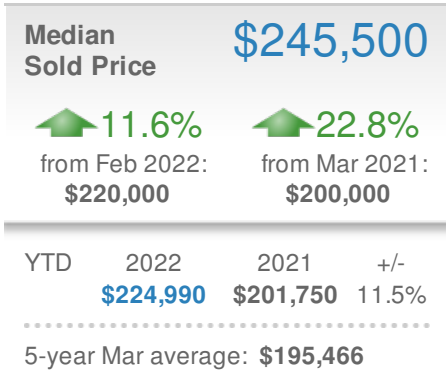 Median
Sold Price
$245,500
11.6%
from Feb 2022:
$220,000
22.8%
from Mar 2021:
$200,000
YTD 2022 2021 +/-
$224,990 $201,750 11.5%
5-year Mar average: $195,466